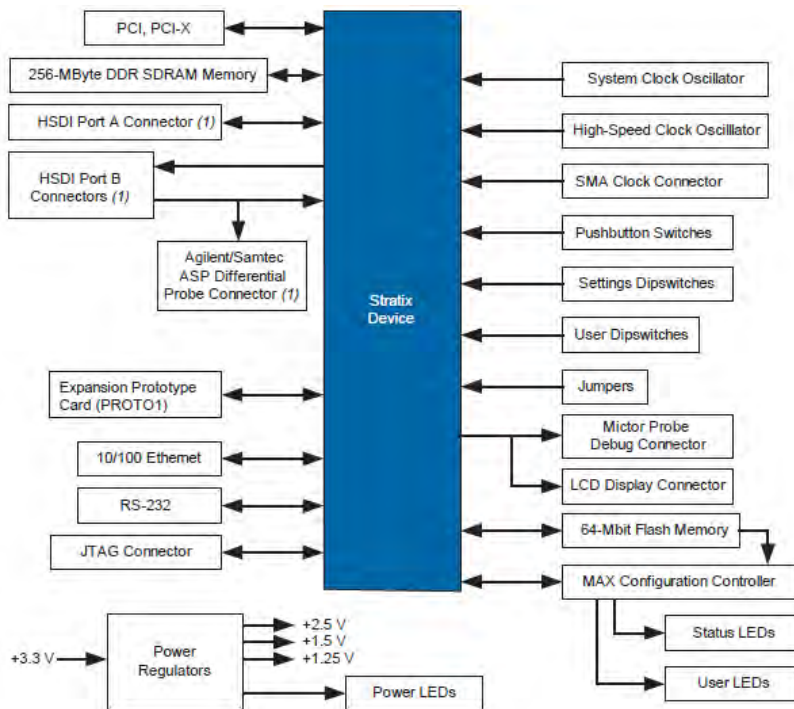 PCI, PCI-X
256-MByte DDR SDRAM Memory
HSDI Port A Connector (1)
HSDI Port B
Connectors (1)
Agilent/Samtec
ASP Differential
Probe Connector (1)
Expansion Prototype
Card (PROTO1)
10/100 Ethernet
RS-232
JTAG Connector
Stratix
Device
System Clock Oscillator
High-Speed Clock Oscilllator
SMA Clock Connector
Pushbutton Switches
Settings Dipswitches
User Dipswitches
Jumpers
Mictor Probe
Debug Connector
LCD Display Connector
64-Mbit Flash Memory
MAX Configuration Controller
Status LEDs
User LEDs
+3.3 V
Power
Regulators
+2.5 V
+1.5 V
+1.25 V
Power LEDs